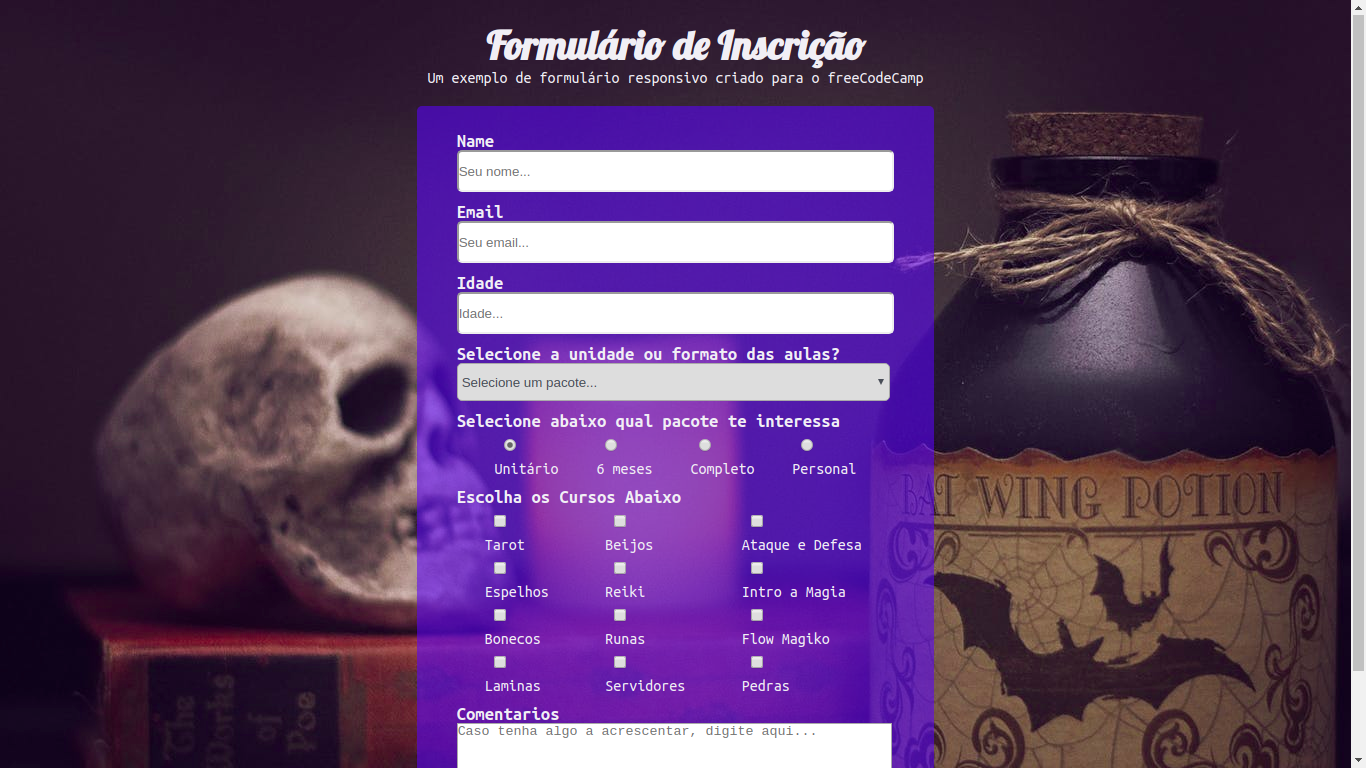 Formulário de Inscrição
Um exemplo de formulário responsivo criado para o freeCodeCamp
Name
Seu nome...
Email
Seu email...
Idade
Idade...
Selecione a unidade ou formato das aulas?
Selecione um pacote...
Selecione abaixo qual pacote te interessa
Unitário 6 meses Completo Personal
Escolha os Cursos Abaixo
Tarot Beijos Ataque e Defesa
Espelhos Reiki Intro a Magia
Bonecos Runas Flow Magiko
Laminas Servidores Pedras
Comentarios
Caso tenha algo a acrescentar, digite aqui...
BAT WING POTION
The
Works
of
Poe